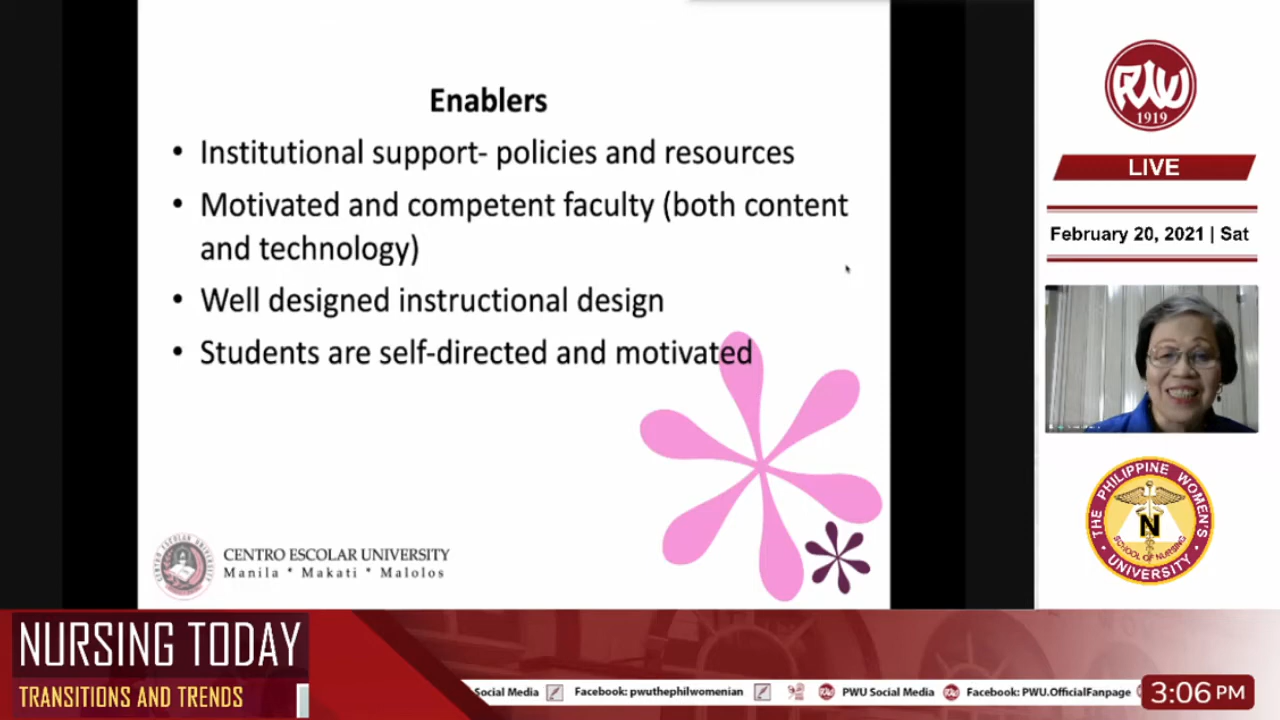 Enablers
• Institutional support- policies and resources
• Motivated and competent faculty (both content
and technology)
• Well designed instructional design
• Students are self-directed and motivated
CENTRO ESCOLAR UNIVERSITY
Manila * Makati * Malolos
PWU
1919
LIVE
February 20, 2021 | Sat
THE PHILIPPINE WOMEN'S
UNIVERSITY
SCHOOL OF NURSING
N
NURSING TODAY
TRANSITIONS AND TRENDS
Social Media Facebook: pwuthephilwomenian PWU Social Media Facebook: PWU.OfficialFanpage
3:06 PM